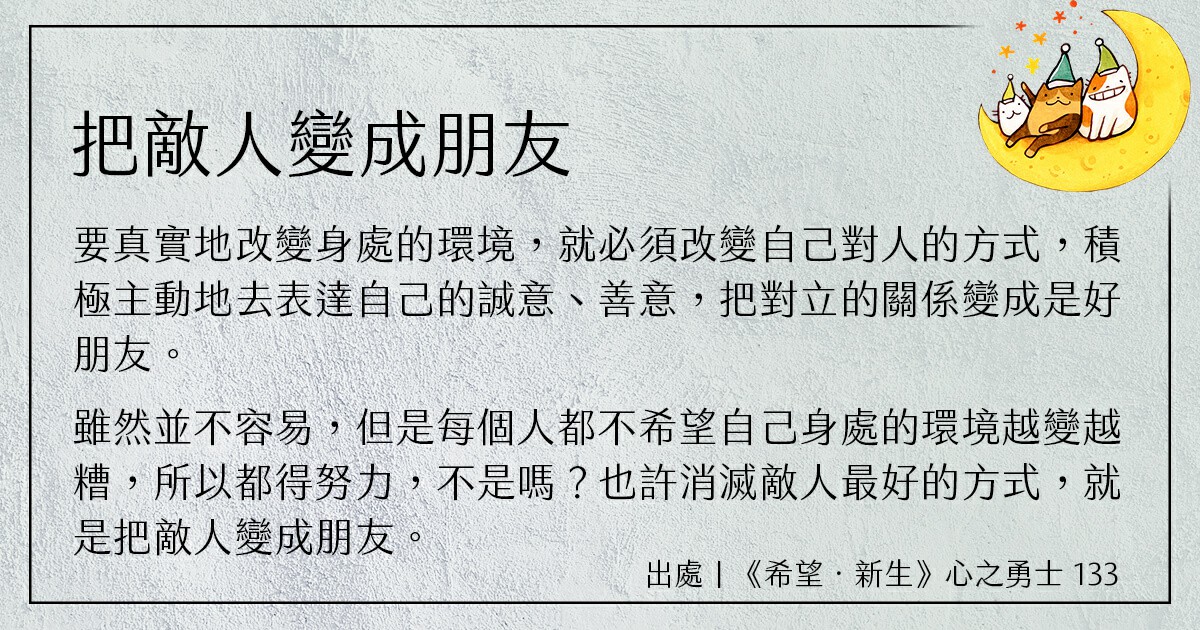 把敵人變成朋友
要真實地改變身處的環境，就必須改變自己對人的方式，積
極主動地去表達自己的誠意、善意，把對立的關係變成是好
朋友。
雖然並不容易，但是每個人都不希望自己身處的環境越變越
糟，所以都得努力，不是嗎？也許消滅敵人最好的方式，就
是把敵人變成朋友。
出處｜《希望．新生》心之勇士 133